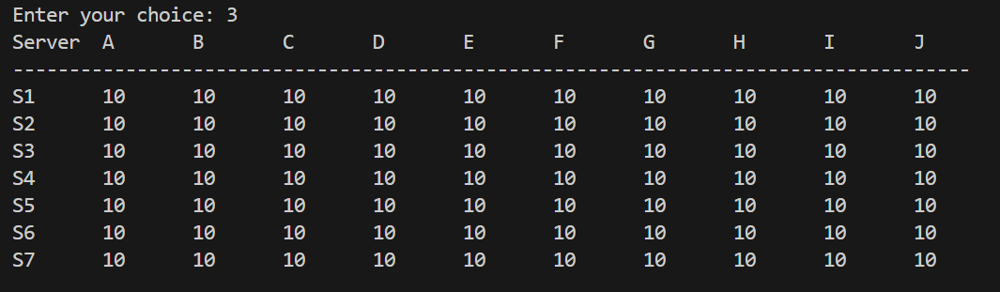 Enter your choice: 3
Server  A       B       C       D       E       F       G       H       I       J
-------------------------------------------------------------------------------------
S1      10      10      10      10      10      10      10      10      10      10
S2      10      10      10      10      10      10      10      10      10      10
S3      10      10      10      10      10      10      10      10      10      10
S4      10      10      10      10      10      10      10      10      10      10
S5      10      10      10      10      10      10      10      10      10      10
S6      10      10      10      10      10      10      10      10      10      10
S7      10      10      10      10      10      10      10      10      10      10